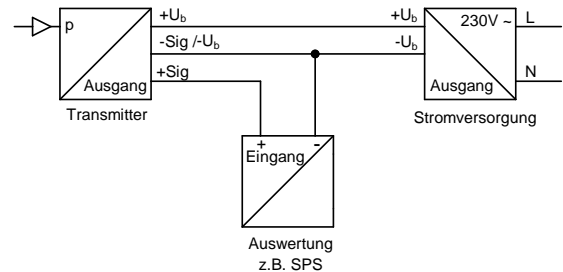 +Ub
+Ub
230V ~
L
p
-Sig /-Ub
-Ub
+Sig
N
Ausgang
Ausgang
Transmitter
Stromversorgung
+
-
Eingang
Auswertung
z.B. SPS